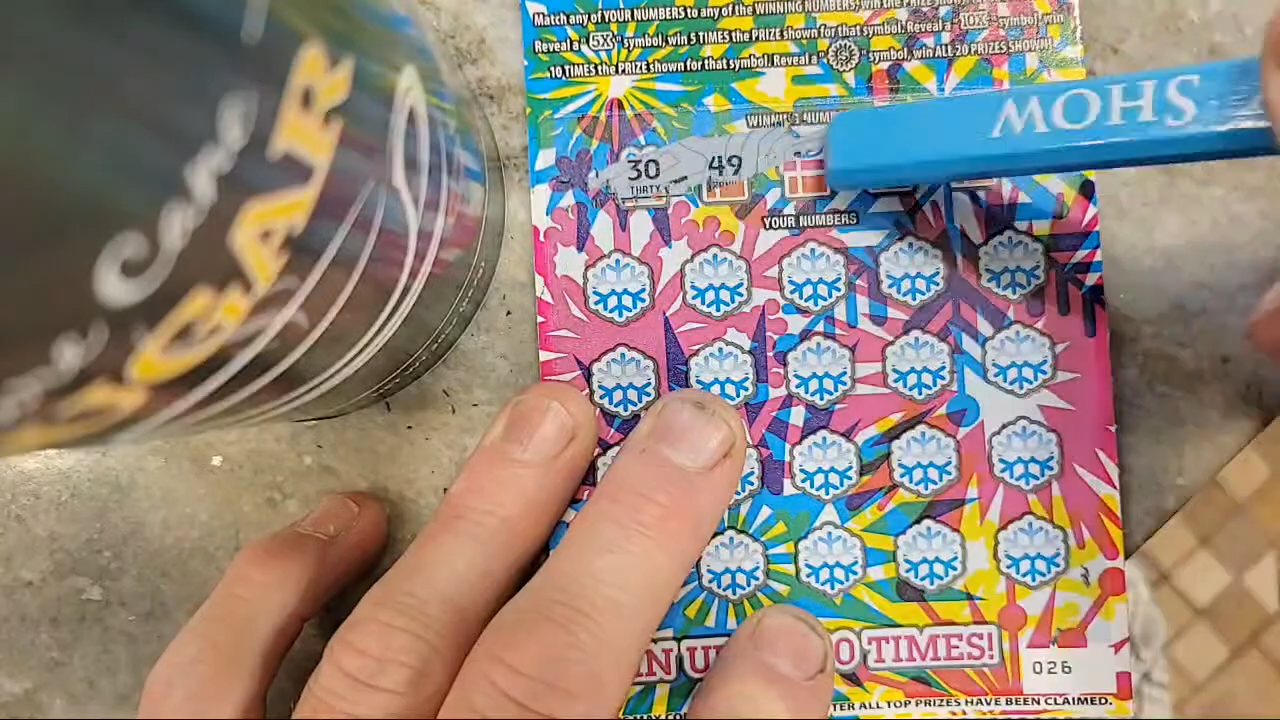 Match any of YOUR NUMBERS to any of the WINNING NUMBERS, win the PRIZE
Reveal a "5X" symbol, win 5 TIMES the PRIZE shown for that symbol. Reveal a "10X" symbol, win
10 TIMES the PRIZE shown for that symbol. Reveal a " " symbol, win ALL 20 PRIZES SHOWN!
MOHS
30
THRTY
49
YOUR NUMBERS
TIMES!
026
TER ALL TOP PRIZES HAVE BEEN CLAIMED.